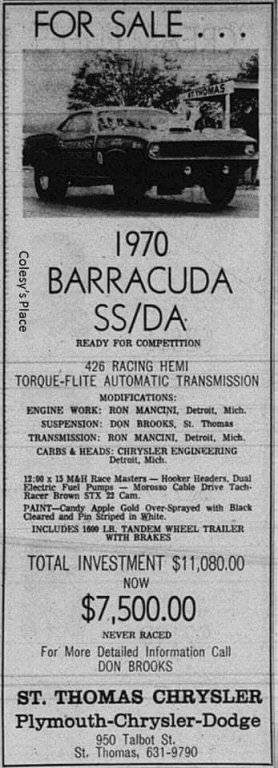 FOR SALE . . .
ST THOMAS
Colesy's Place
1970
BARRACUDA
SS/DA
READY FOR COMPETITION
426 RACING HEMI
TORQUE-FLITE AUTOMATIC TRANSMISSION
MODIFICATIONS:
ENGINE WORK: RON MANCINI, Detroit, Mich.
SUSPENSION: DON BROOKS, St. Thomas
TRANSMISSION: RON MANCINI, Detroit, Mich.
CARBS & HEADS: CHRYSLER ENGINEERING
Detroit, Mich.
12:00 x 15 M&H Race Masters — Hooker Headers, Dual
Electric Fuel Pumps — Morosso Cable Drive Tach-
Racer Brown STX 22 Cam.
PAINT—Candy Apple Gold Over-Sprayed with Black
Cleared and Pin Striped in White.
INCLUDES 1600 LB. TANDEM WHEEL TRAILER
WITH BRAKES
TOTAL INVESTMENT $11,080.00
NOW
$7,500.00
NEVER RACED
For More Detailed Information Call
DON BROOKS
ST. THOMAS CHRYSLER
Plymouth-Chrysler-Dodge
950 Talbot St.
St. Thomas, 631-9790